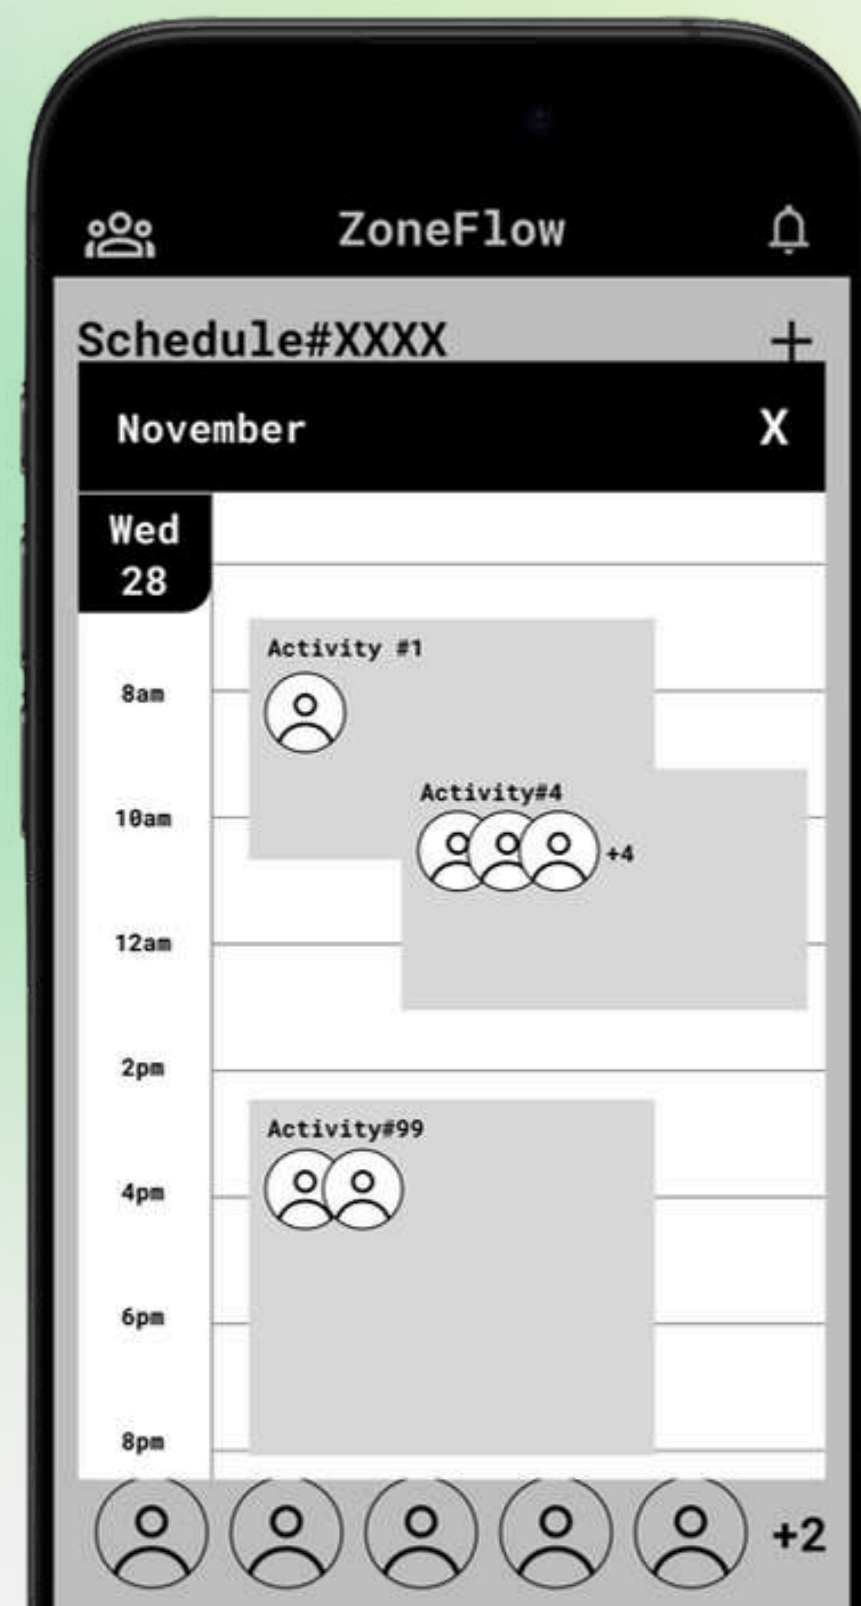 ZoneFlow
Schedule#XXXX +
November X
Wed
28
Activity #1
8am
Activity#4
10am
+4
12am
2pm
Activity#99
4pm
6pm
8pm
+2